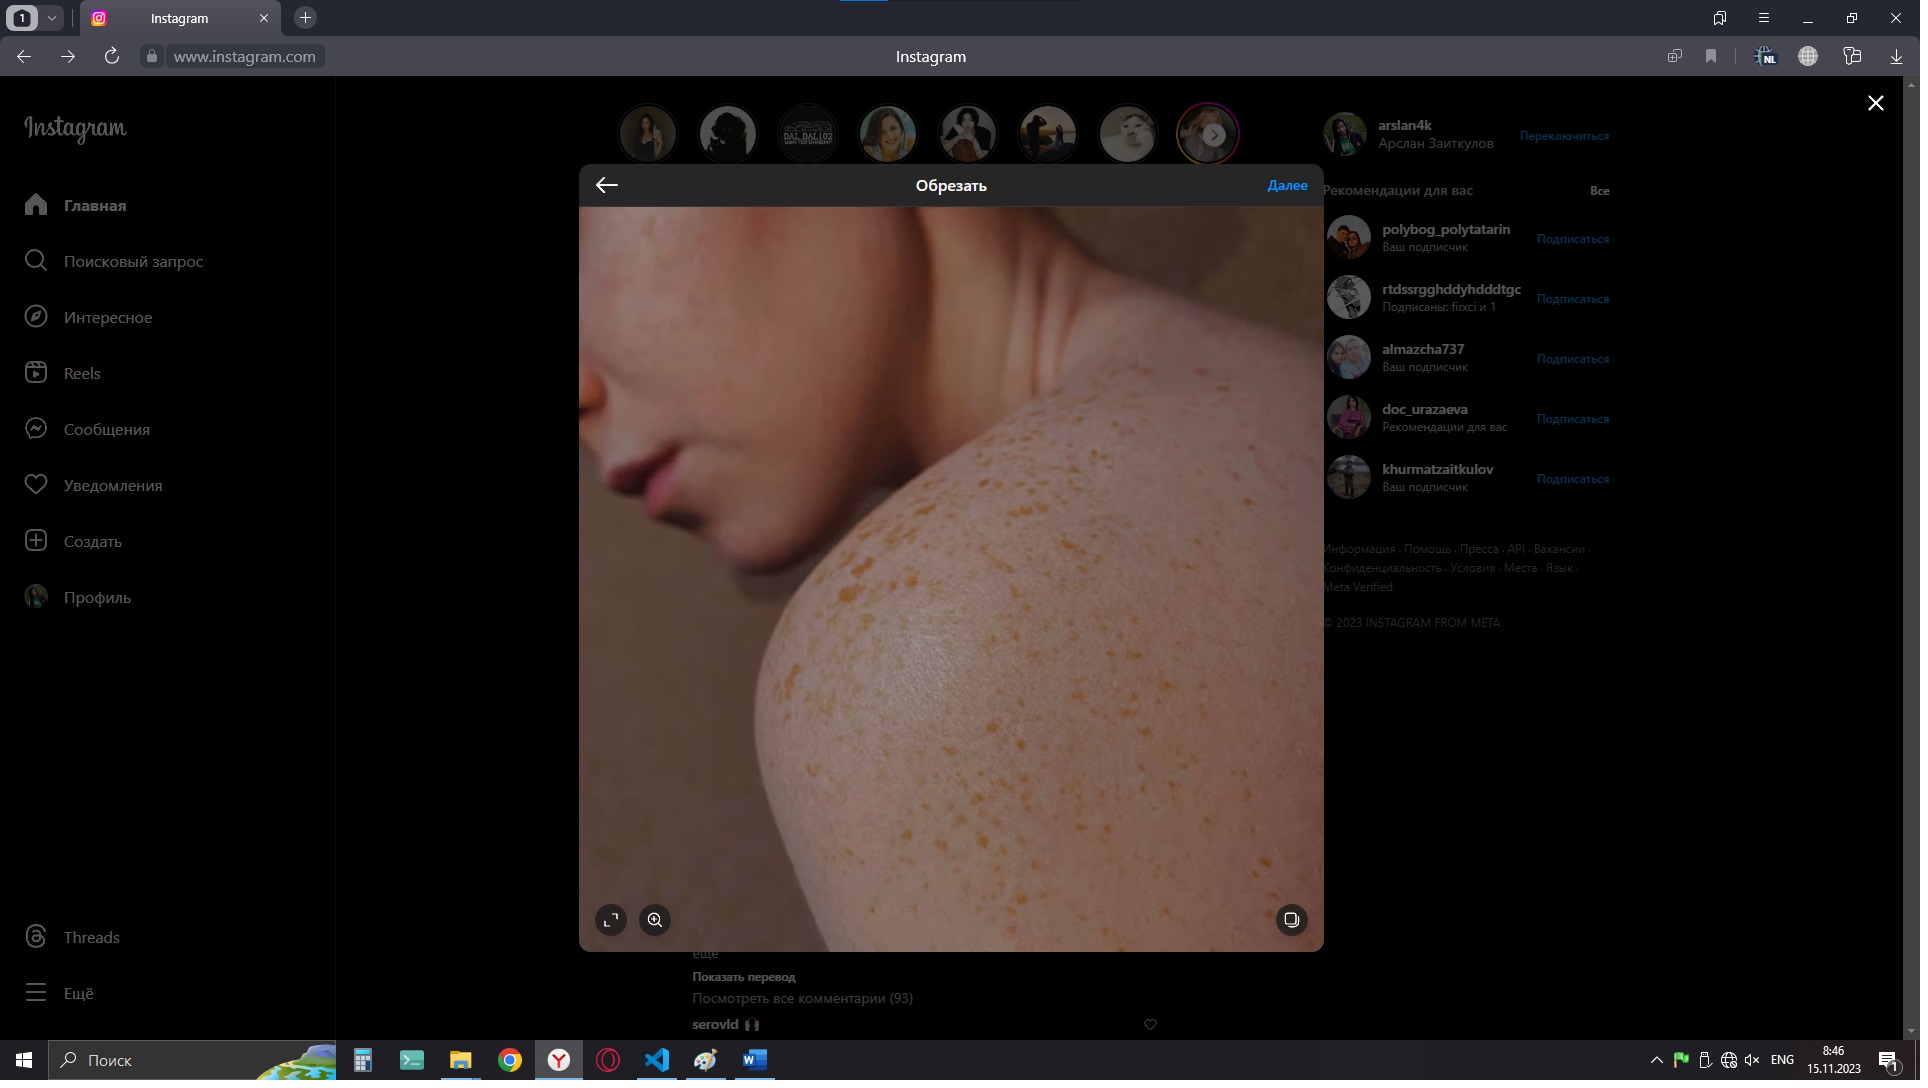 1
Instagram
www.instagram.com
Instagram
NL
Instagram
Главная
Поисковый запрос
Интересное
Reels
Сообщения
Уведомления
Создать
Профиль
Threads
Ещё
DAL DAL102
Обрезать
Далее
arslan4k
Арслан Заиткулов
Переключиться
Рекомендации для вас
Все
polybog_polytatarin
Ваш подписчик
Подписаться
rtdssrgghddyhdddtgc
Подписаны: firxci и 1
Подписаться
almazcha737
Ваш подписчик
Подписаться
doc_urazaeva
Рекомендации для вас
Подписаться
khurmatzaitkulov
Ваш подписчик
Подписаться
Информация · Помощь · Пресса · API · Вакансии ·
Конфиденциальность · Условия · Места · Язык ·
Meta Verified
© 2023 INSTAGRAM FROM META
ещё
Показать перевод
Посмотреть все комментарии (93)
serovld
Поиск
ENG
8:46
15.11.2023
1